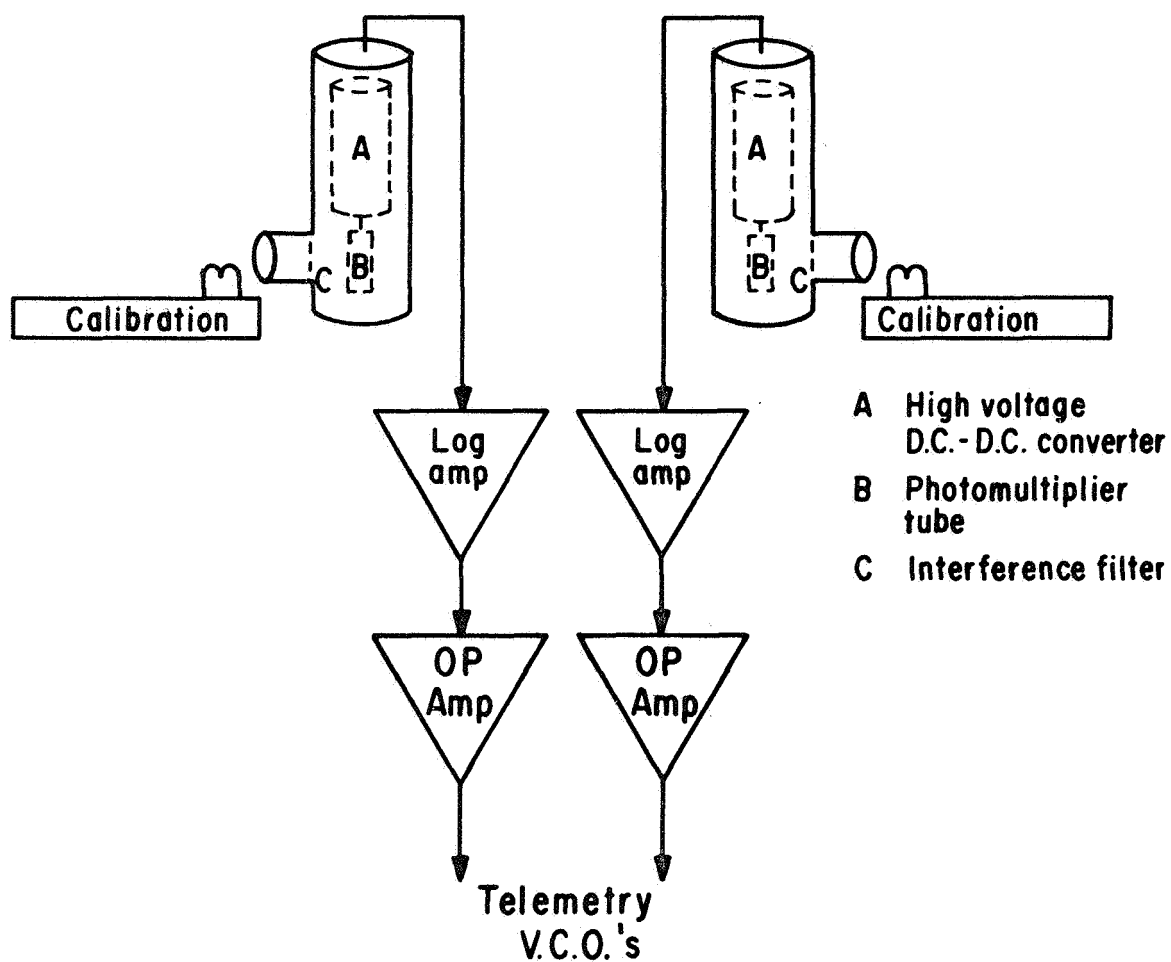 A
A
B
B
C
C
Calibration
Calibration
A High voltage
D.C.-D.C. converter
B Photomultiplier
tube
C Interference filter
Log
amp
Log
amp
OP
Amp
OP
Amp
Telemetry
V.C.O.'s